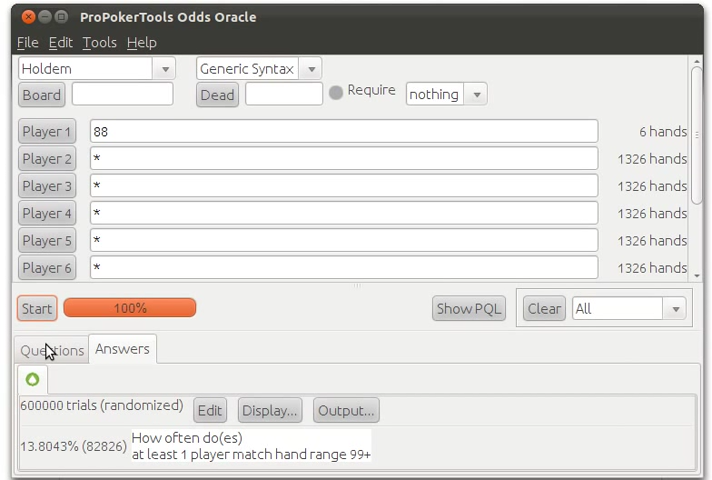 ProPokerTools Odds Oracle
File Edit Tools Help
Holdem Generic Syntax
Board Dead Require nothing
Player 1 88 6 hands
Player 2 * 1326 hands
Player 3 * 1326 hands
Player 4 * 1326 hands
Player 5 * 1326 hands
Player 6 * 1326 hands
Start 100% Show PQL Clear All
Questions Answers
600000 trials (randomized) Edit Display... Output...
13.8043% (82826) How often do(es)
at least 1 player match hand range 99+